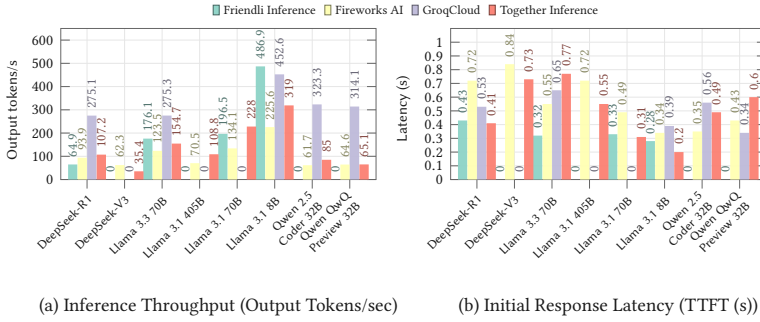 Friendli Inference Fireworks AI GroqCloud Together Inference
Output tokens/s
600
500
400
300
200
100
0
64.9 93.9 275.1 107.2
0 62.3 0 35.4
176.1 123.5 275.3 154.7
0 70.5 0 108.8
196.5 134.1 0 228
486.9 225.6 452.6 319
0 61.7 323.3 85
0 64.6 314.1 65.1
DeepSeek-R1
DeepSeek-V3
Llama 3.3 70B
Llama 3.1 405B
Llama 3.1 70B
Llama 3.1 8B
Qwen 2.5
Coder 32B
Qwen QwQ
Preview 32B
(a) Inference Throughput (Output Tokens/sec)
Latency (s)
1
0.9
0.8
0.7
0.6
0.5
0.4
0.3
0.2
0.1
0
0.43 0.72 0.53 0.41
0 0.84 0 0.73
0.32 0.55 0.65 0.77
0 0.72 0 0.55
0.33 0.49 0 0.31
0.28 0.34 0.39 0.2
0 0.35 0.56 0.49
0 0.43 0.34 0.6
DeepSeek-R1
DeepSeek-V3
Llama 3.3 70B
Llama 3.1 405B
Llama 3.1 70B
Llama 3.1 8B
Qwen 2.5
Coder 32B
Qwen QwQ
Preview 32B
(b) Initial Response Latency (TTFT (s))